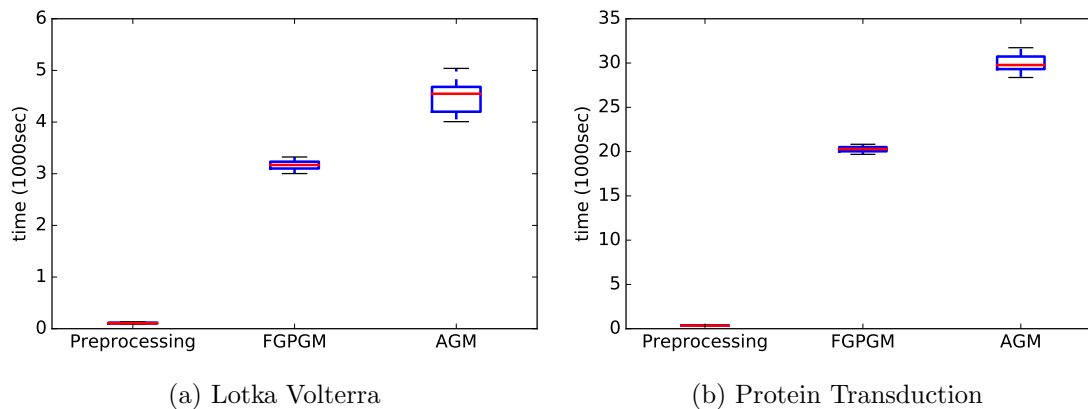 6
5
4
3
2
1
0
time (1000sec)
Preprocessing FGPGM AGM
(a) Lotka Volterra
35
30
25
20
15
10
5
0
time (1000sec)
Preprocessing FGPGM AGM
(b) Protein Transduction